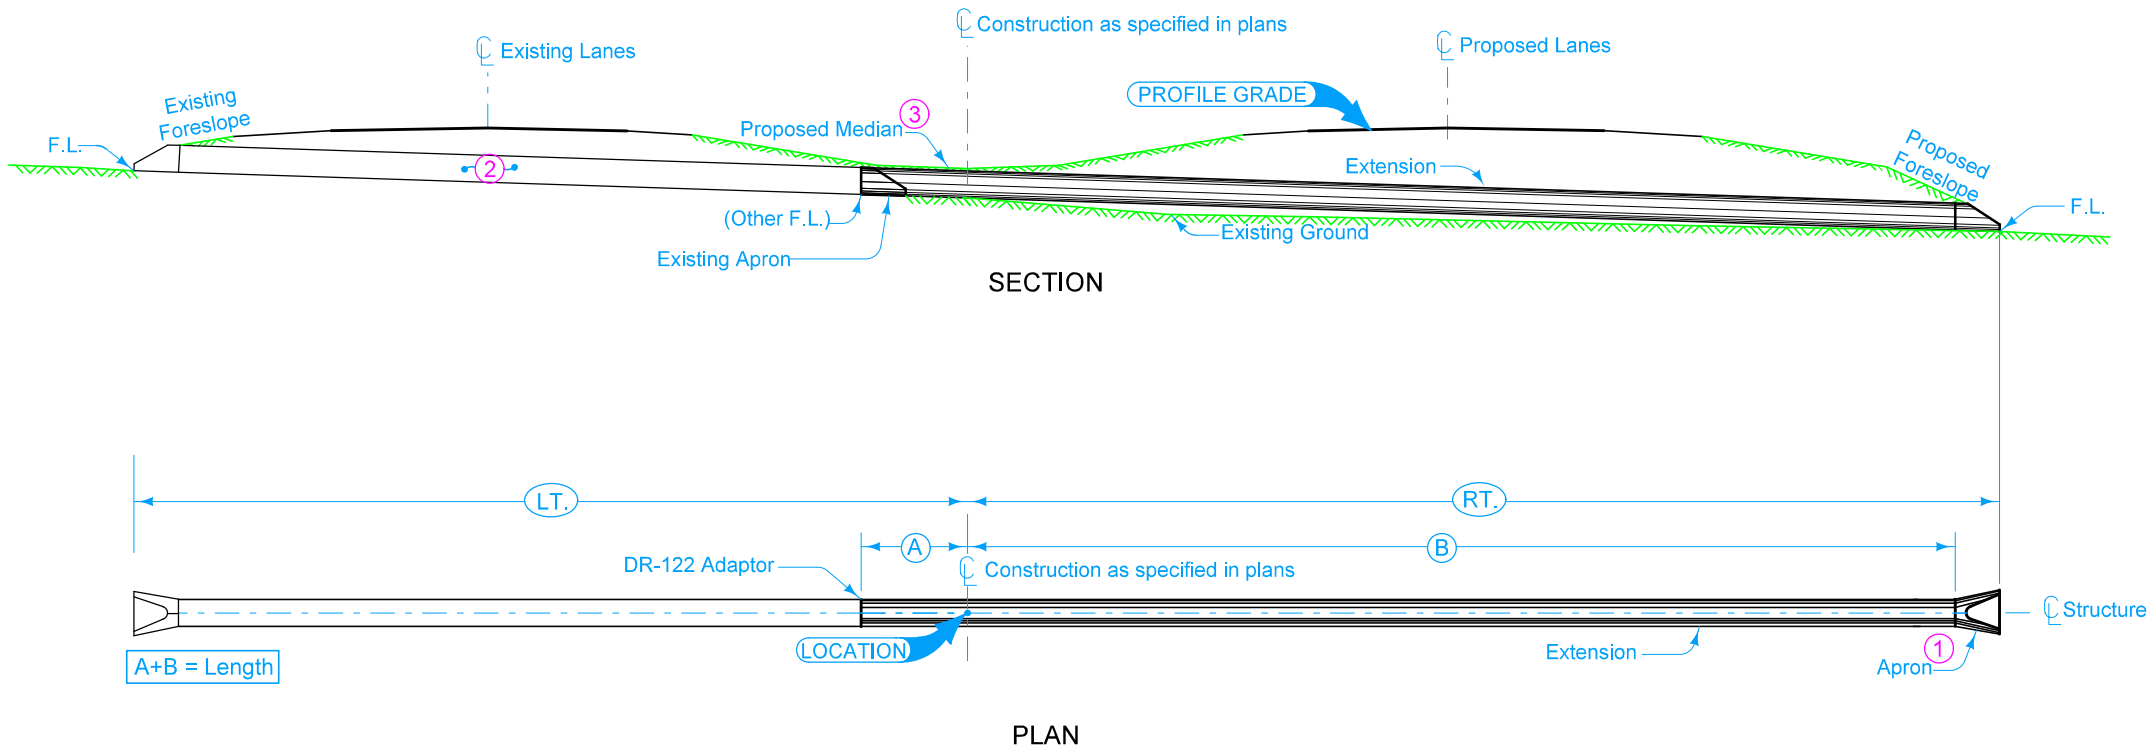 ℄ Existing Lanes
℄ Construction as specified in plans
℄ Proposed Lanes
Existing
Foreslope
PROFILE GRADE
3
Proposed Median
F.L.
2
Extension
Proposed
Foreslope
(Other F.L.)
Existing Ground
F.L.
Existing Apron
SECTION
LT.
RT.
A
B
DR-122 Adaptor
℄ Construction as specified in plans
℄ Structure
LOCATION
Extension
1
Apron
A+B = Length
PLAN